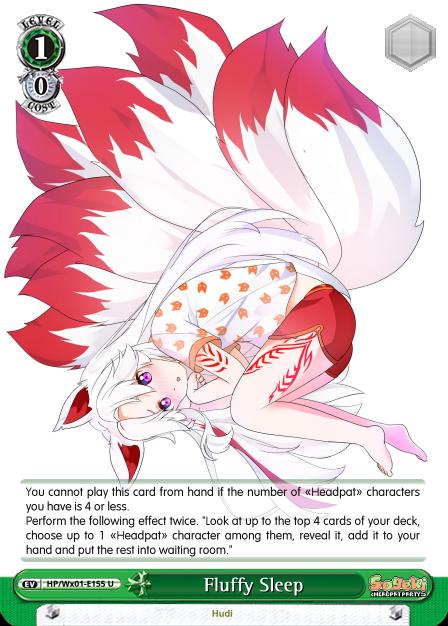 LEVEL
1
0
COST
You cannot play this card from hand if the number of «Headpat» characters
you have is 4 or less.
Perform the following effect twice. "Look at up to the top 4 cards of your deck,
choose up to 1 «Headpat» character among them, reveal it, add it to your
hand and put the rest into waiting room."
EV HP/Wx01-E155 U Fluffy Sleep
«HEADPAT PARTY»
Hudi